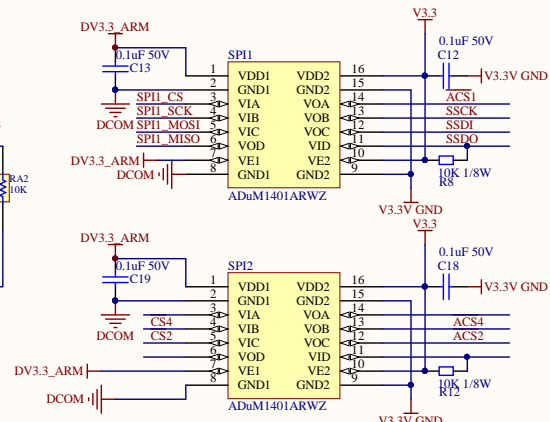 DV3.3_ARM
V3.3
0.1uF 50V
C13
SPI1
0.1uF 50V
C12
V3.3V GND
1 VDD1 VDD2 16
2 GND1 GND2 15
SPI1_CS 3 VIA VOA 14 ACS1
DCOM SPI1_SCK 4 VIB VOB 13 SSCK
SPI1_MOSI 5 VIC VOC 12 SSDI
SPI1_MISO 6 VOD VID 11 SSDO
DV3.3_ARM 7 VE1 VE2 10
DCOM 8 GND1 GND2 9
10K 1/8W
R8
RA2
10K
ADuM1401ARWZ
V3.3V GND
V3.3
DV3.3_ARM
0.1uF 50V
C19
SPI2
0.1uF 50V
C18
V3.3V GND
1 VDD1 VDD2 16
2 GND1 GND2 15
3 VIA VOA 14
DCOM CS4 4 VIB VOB 13 ACS4
CS2 5 VIC VOC 12 ACS2
6 VOD VID 11
DV3.3_ARM 7 VE1 VE2 10
DCOM 8 GND1 GND2 9
10K 1/8W
R12
ADuM1401ARWZ
V3.3V GND